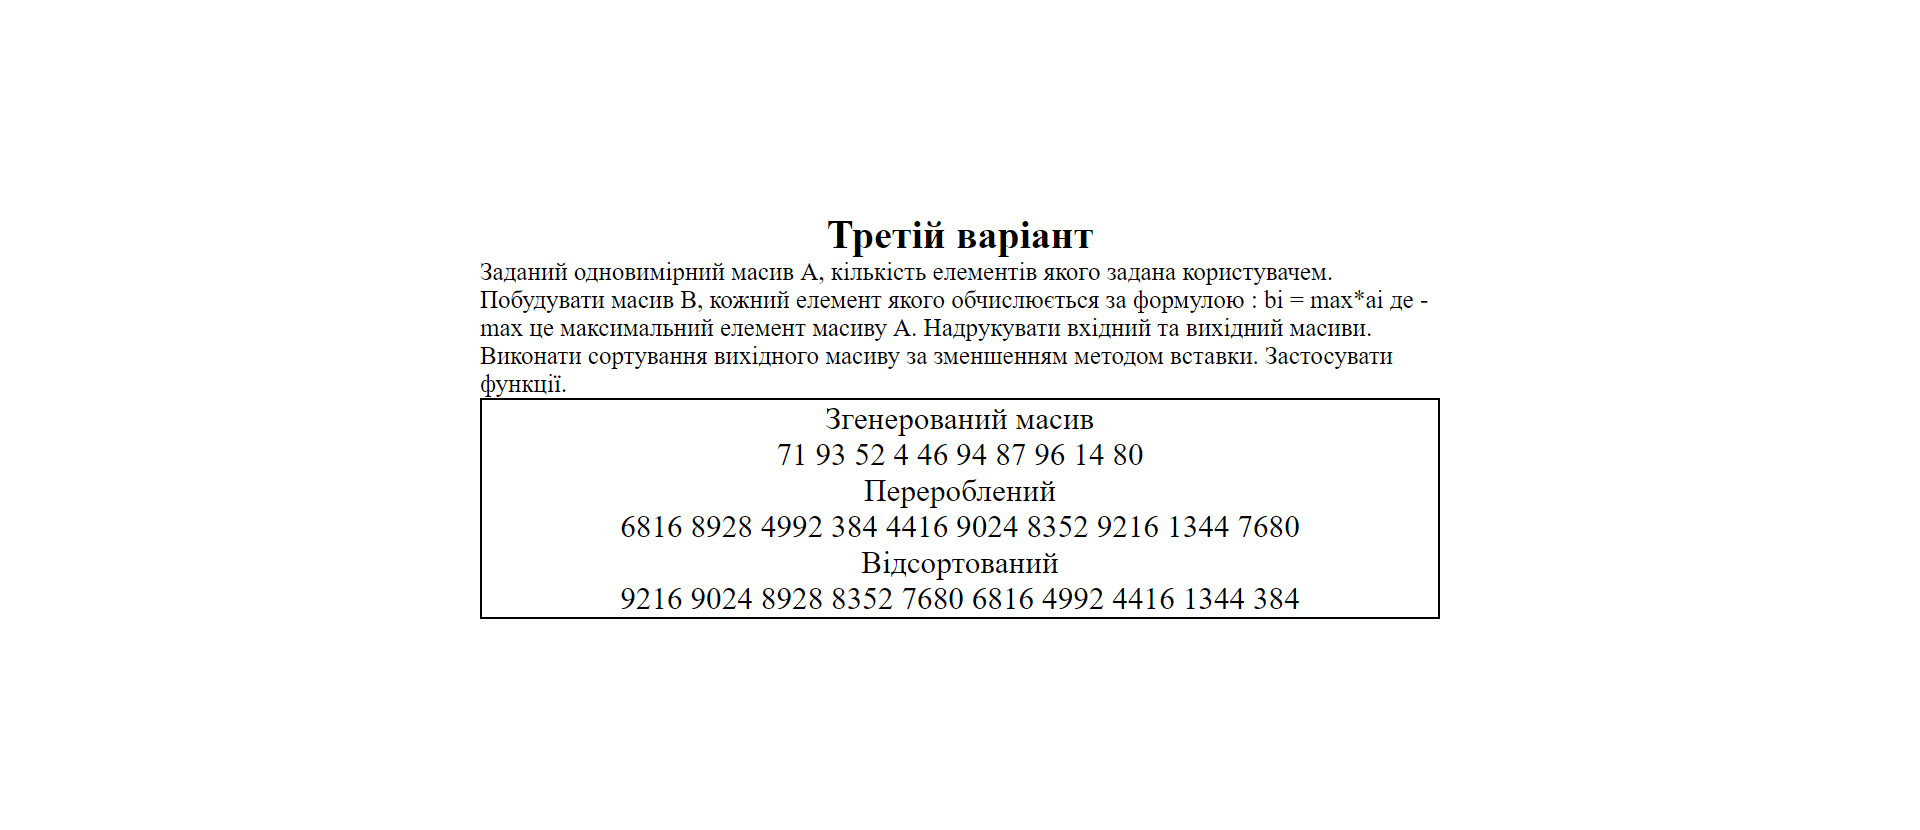 Третій варіант
Заданий одновимірний масив А, кількість елементів якого задана користувачем.
Побудувати масив В, кожний елемент якого обчислюється за формулою : bi = max*ai де -
max це максимальний елемент масиву А. Надрукувати вхідний та вихідний масиви.
Виконати сортування вихідного масиву за зменшенням методом вставки. Застосувати
функції.
Згенерований масив
71 93 52 4 46 94 87 96 14 80
Перероблений
6816 8928 4992 384 4416 9024 8352 9216 1344 7680
Відсортований
9216 9024 8928 8352 7680 6816 4992 4416 1344 384